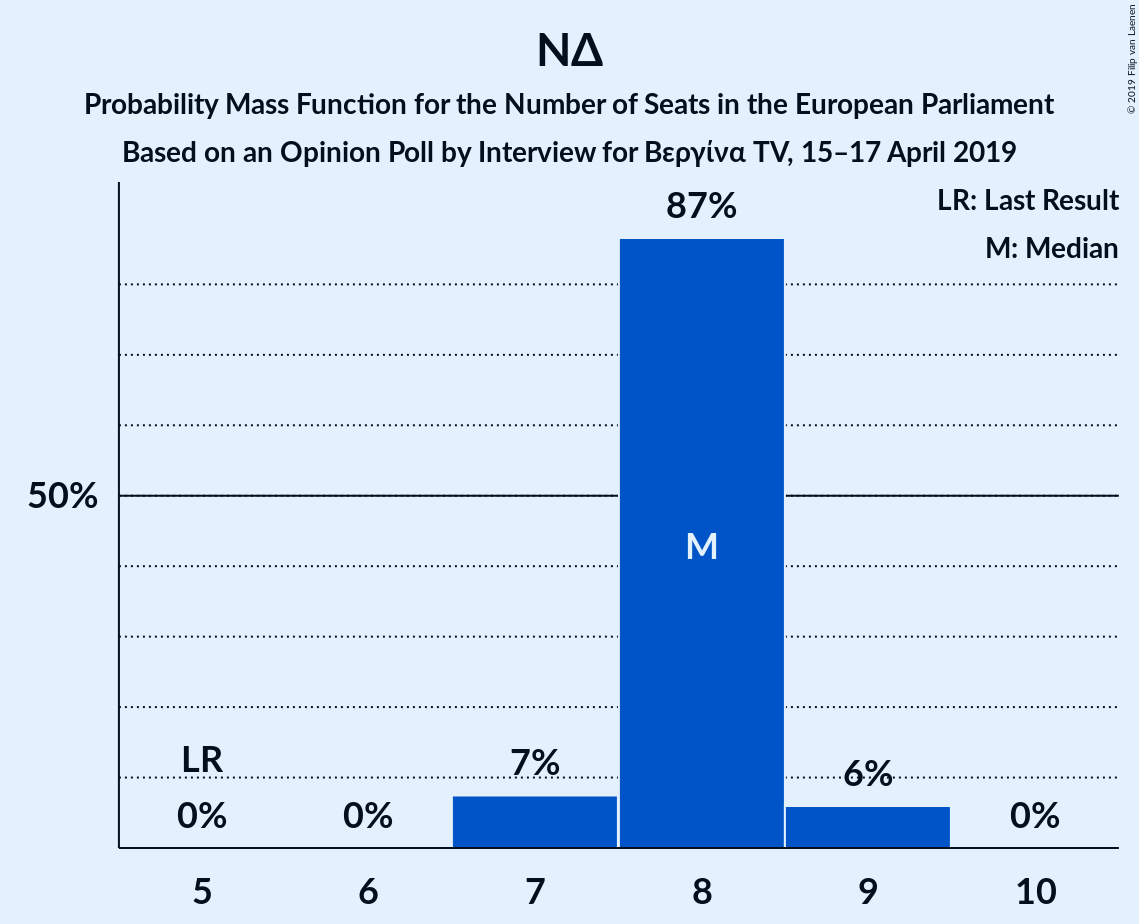 ΝΔ
Probability Mass Function for the Number of Seats in the European Parliament
Based on an Opinion Poll by Interview for Βεργίνα TV, 15–17 April 2019
© 2019 Filip van Laenen
LR: Last Result
M: Median
87%
50%
M
LR
7%
6%
0%
0%
0%
5
6
7
8
9
10